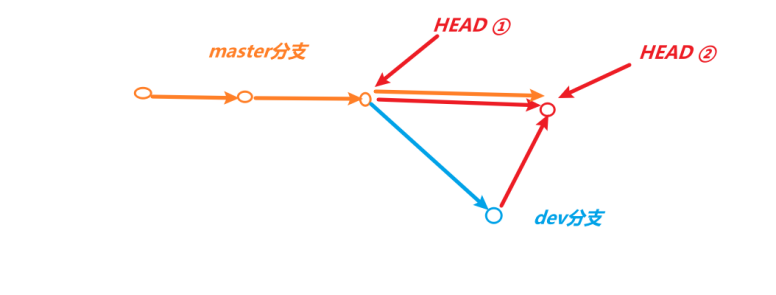 HEAD ①
master分支
HEAD ②
dev分支